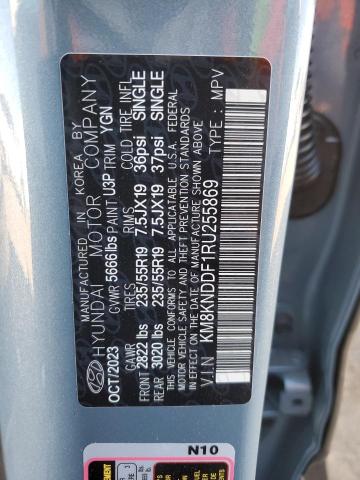 MANUFACTURED IN KOREA BY
HYUNDAI MOTOR COMPANY
OCT/2023 GVWR 5666lbs PAINT U3P TRIM YGN
GAWR TIRES RIMS COLD TIRE INFL
FRONT 2822 lbs 235/55R19 7.5JX19 36psi SINGLE
REAR 3020 lbs 235/55R19 7.5JX19 37psi SINGLE
THIS VEHICLE CONFORMS TO ALL APPLICABLE U.S.A. FEDERAL
MOTOR VEHICLE SAFETY AND THEFT PREVENTION STANDARDS
IN EFFECT ON THE DATE OF MANUFACTURE SHOWN ABOVE.
V.I.N KM8KNDDF1RU255869 TYPE : MPV
N10